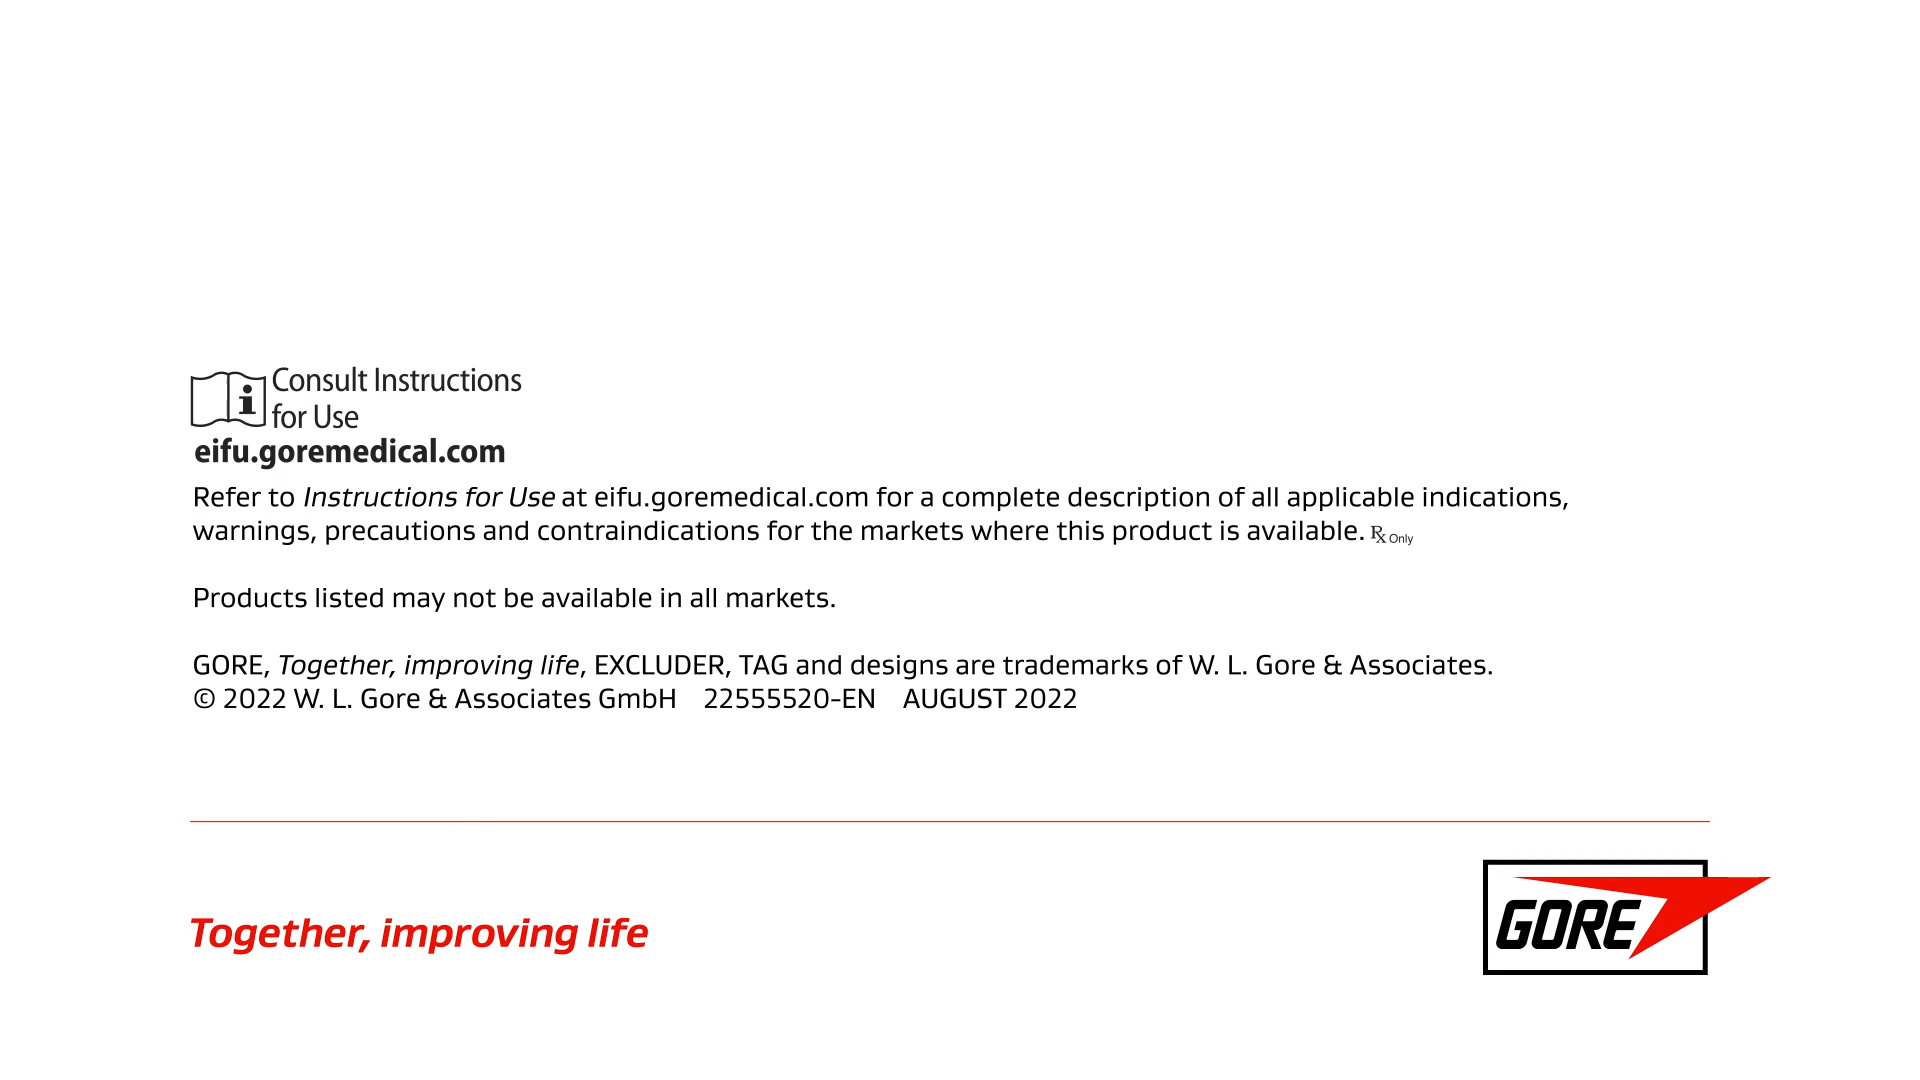 Consult Instructions
for Use
eifu.goremedical.com
Refer to Instructions for Use at eifu.goremedical.com for a complete description of all applicable indications,
warnings, precautions and contraindications for the markets where this product is available. ℞ Only
Products listed may not be available in all markets.
GORE, Together, improving life, EXCLUDER, TAG and designs are trademarks of W. L. Gore & Associates.
© 2022 W. L. Gore & Associates GmbH 22555520-EN AUGUST 2022
Together, improving life
GORE